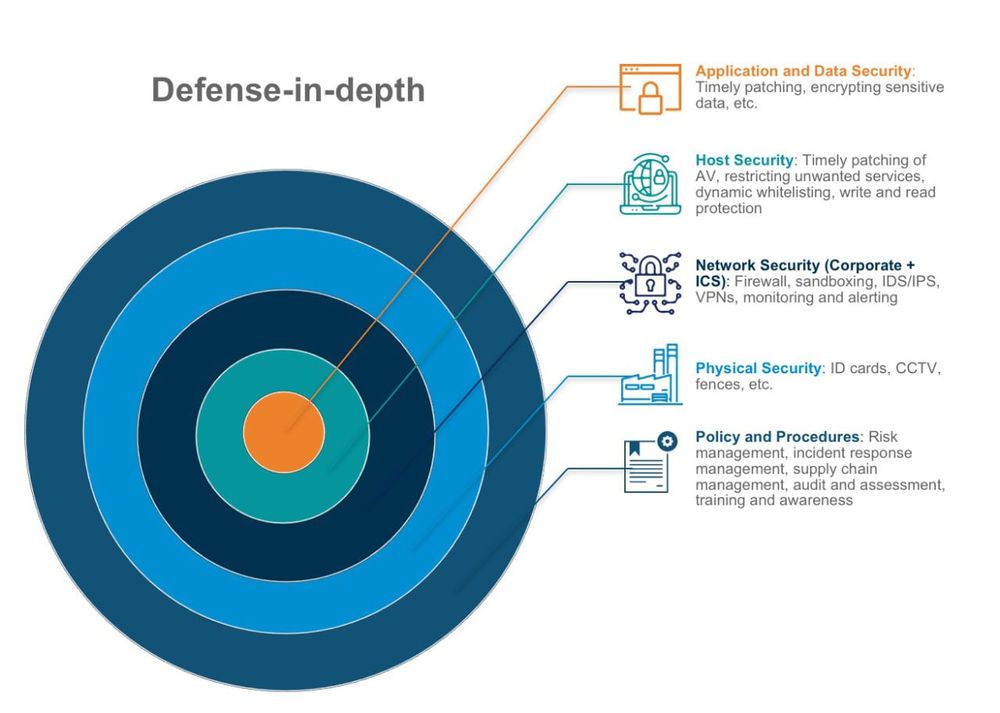 Defense-in-depth
Application and Data Security:
Timely patching, encrypting sensitive
data, etc.
Host Security: Timely patching of
AV, restricting unwanted services,
dynamic whitelisting, write and read
protection
Network Security (Corporate +
ICS): Firewall, sandboxing, IDS/IPS,
VPNs, monitoring and alerting
Physical Security: ID cards, CCTV,
fences, etc.
Policy and Procedures: Risk
management, incident response
management, supply chain
management, audit and assessment,
training and awareness